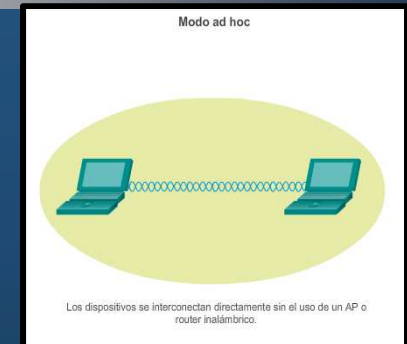 Modo ad hoc
Los dispositivos se interconectan directamente sin el uso de un AP o
router inalámbrico.